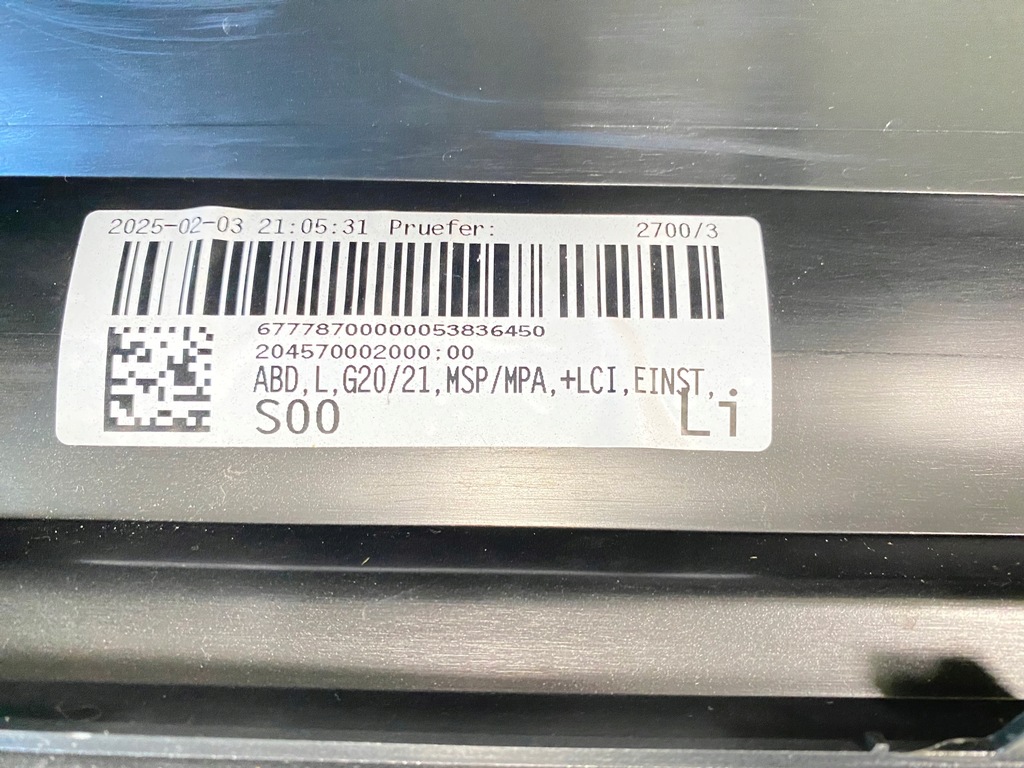 2025-02-03 21:05:31 Pruefer: 2700/3
67778700000053836450
204570002000;00
ABD,L,G20/21,MSP/MPA,+LCI,EINST,
S00 Li